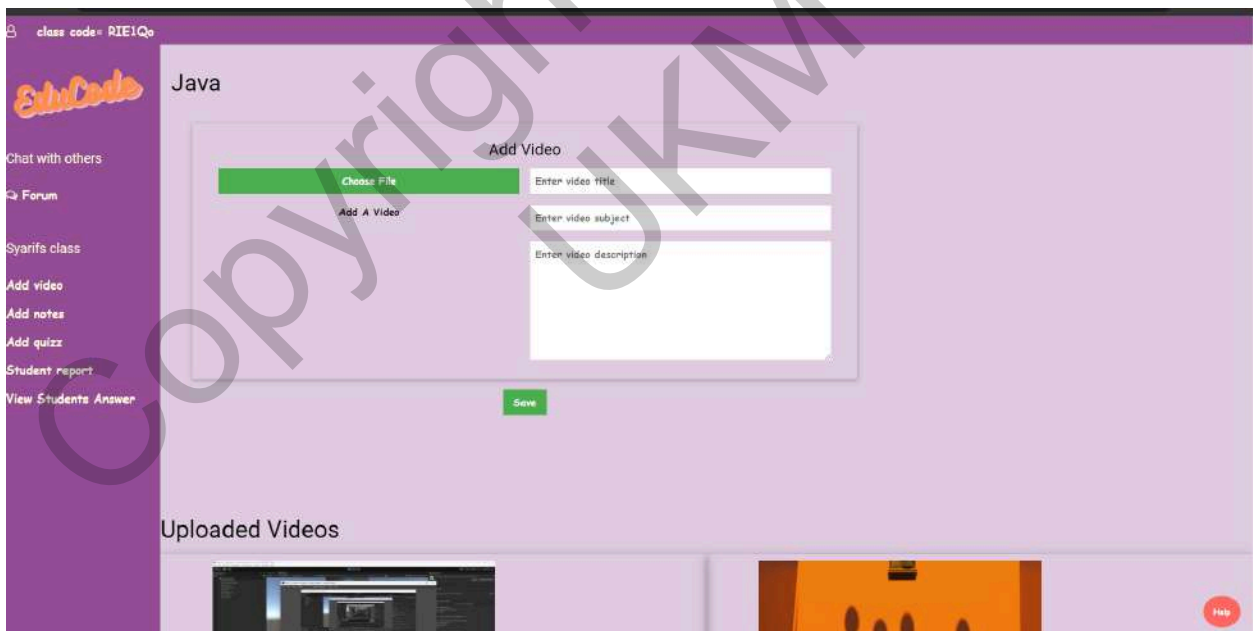 class code= RIE1Qo
EduCode
Java
Chat with others
Forum
Syarifs class
Add video
Add notes
Add quizz
Student report
View Students Answer
Add Video
Choose File
Add A Video
Enter video title
Enter video subject
Enter video description
Save
Uploaded Videos
Help
Copyright
UKM